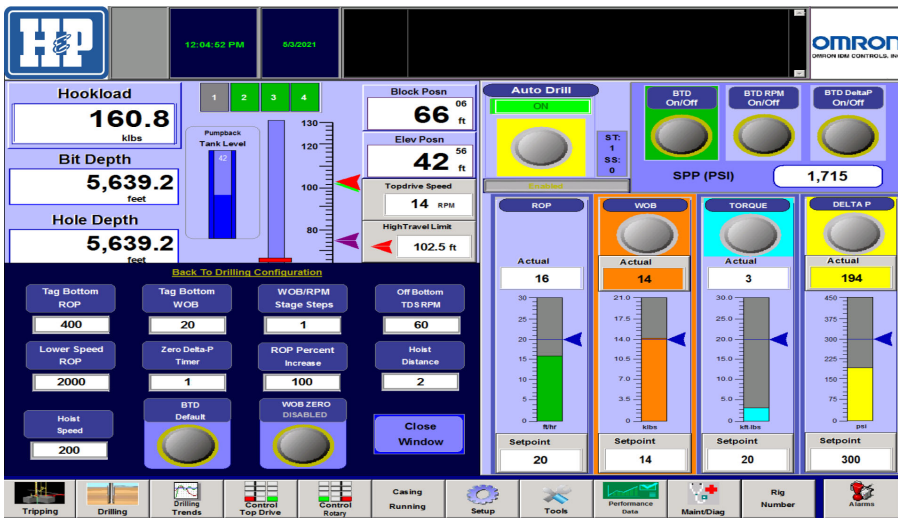 H&P
12:04:52 PM
5/3/2021
OMRON
OMRON IDM CONTROLS, INC
Hookload
160.8
klbs
Bit Depth
5,639.2
feet
Hole Depth
5,639.2
feet
1 2 3 4
Pumpback
Tank Level
42
130
120
100
80
Block Posn
66 06 ft
Elev Posn
42 56 ft
Topdrive Speed
14 RPM
HighTravel Limit
102.5 ft
Auto Drill
ON
Enabled
ST:
1
SS:
0
BTD
On/Off
BTD RPM
On/Off
BTD DeltaP
On/Off
SPP (PSI)
1,715
Back To Drilling Configuration
Tag Bottom
ROP
400
Tag Bottom
WOB
20
WOB/RPM
Stage Steps
1
Off Bottom
TDS RPM
60
Lower Speed
ROP
2000
Zero Delta-P
Timer
1
ROP Percent
Increase
100
Hoist
Distance
2
Hoist
Speed
200
BTD
Default
WOB ZERO
DISABLED
Close
Window
ROP
Actual
16
30
25
20
15
10
5
0
ft/hr
Setpoint
20
WOB
Actual
14
21.0
17.5
14.0
10.5
7.0
3.5
0
klbs
Setpoint
14
TORQUE
Actual
3
30.0
25.0
20.0
15.0
10.0
5.0
0
kft-lbs
Setpoint
20
DELTA P
Actual
194
450
375
300
225
150
75
0
psi
Setpoint
300
Tripping
Drilling
Drilling
Trends
Control
Top Drive
Control
Rotary
Casing
Running
Setup
Tools
Performance
Data
Maint/Diag
Rig
Number
Alarms